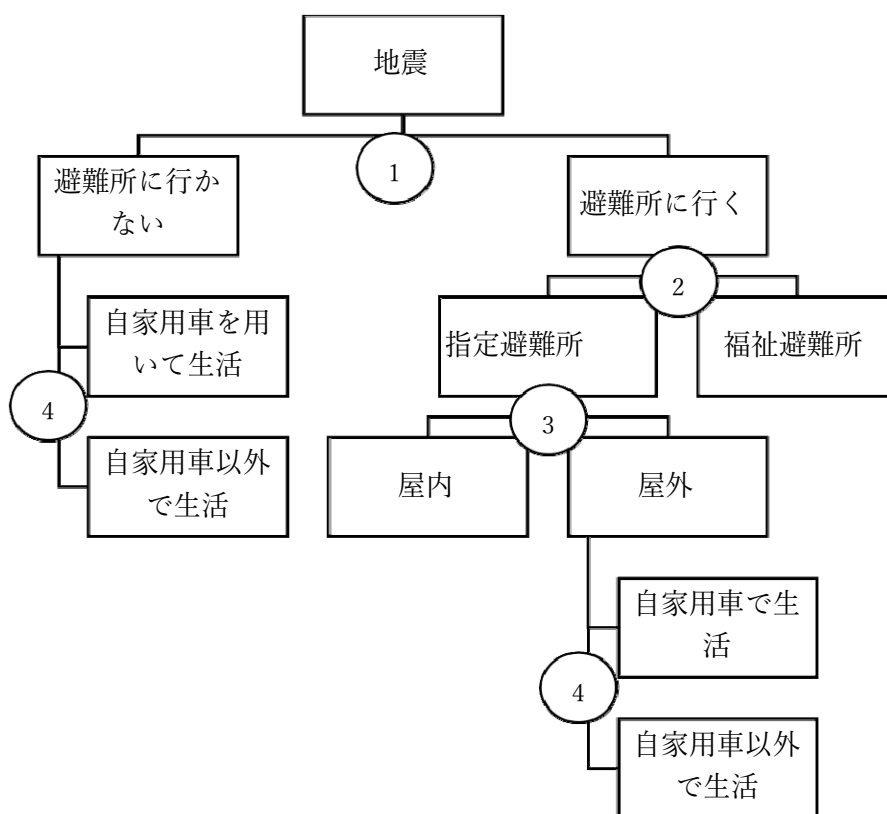 地震
1
避難所に行か
ない
避難所に行く
2
自家用車を用
いて生活
指定避難所
福祉避難所
4
3
自家用車以外
で生活
屋内
屋外
自家用車で生
活
4
自家用車以外
で生活